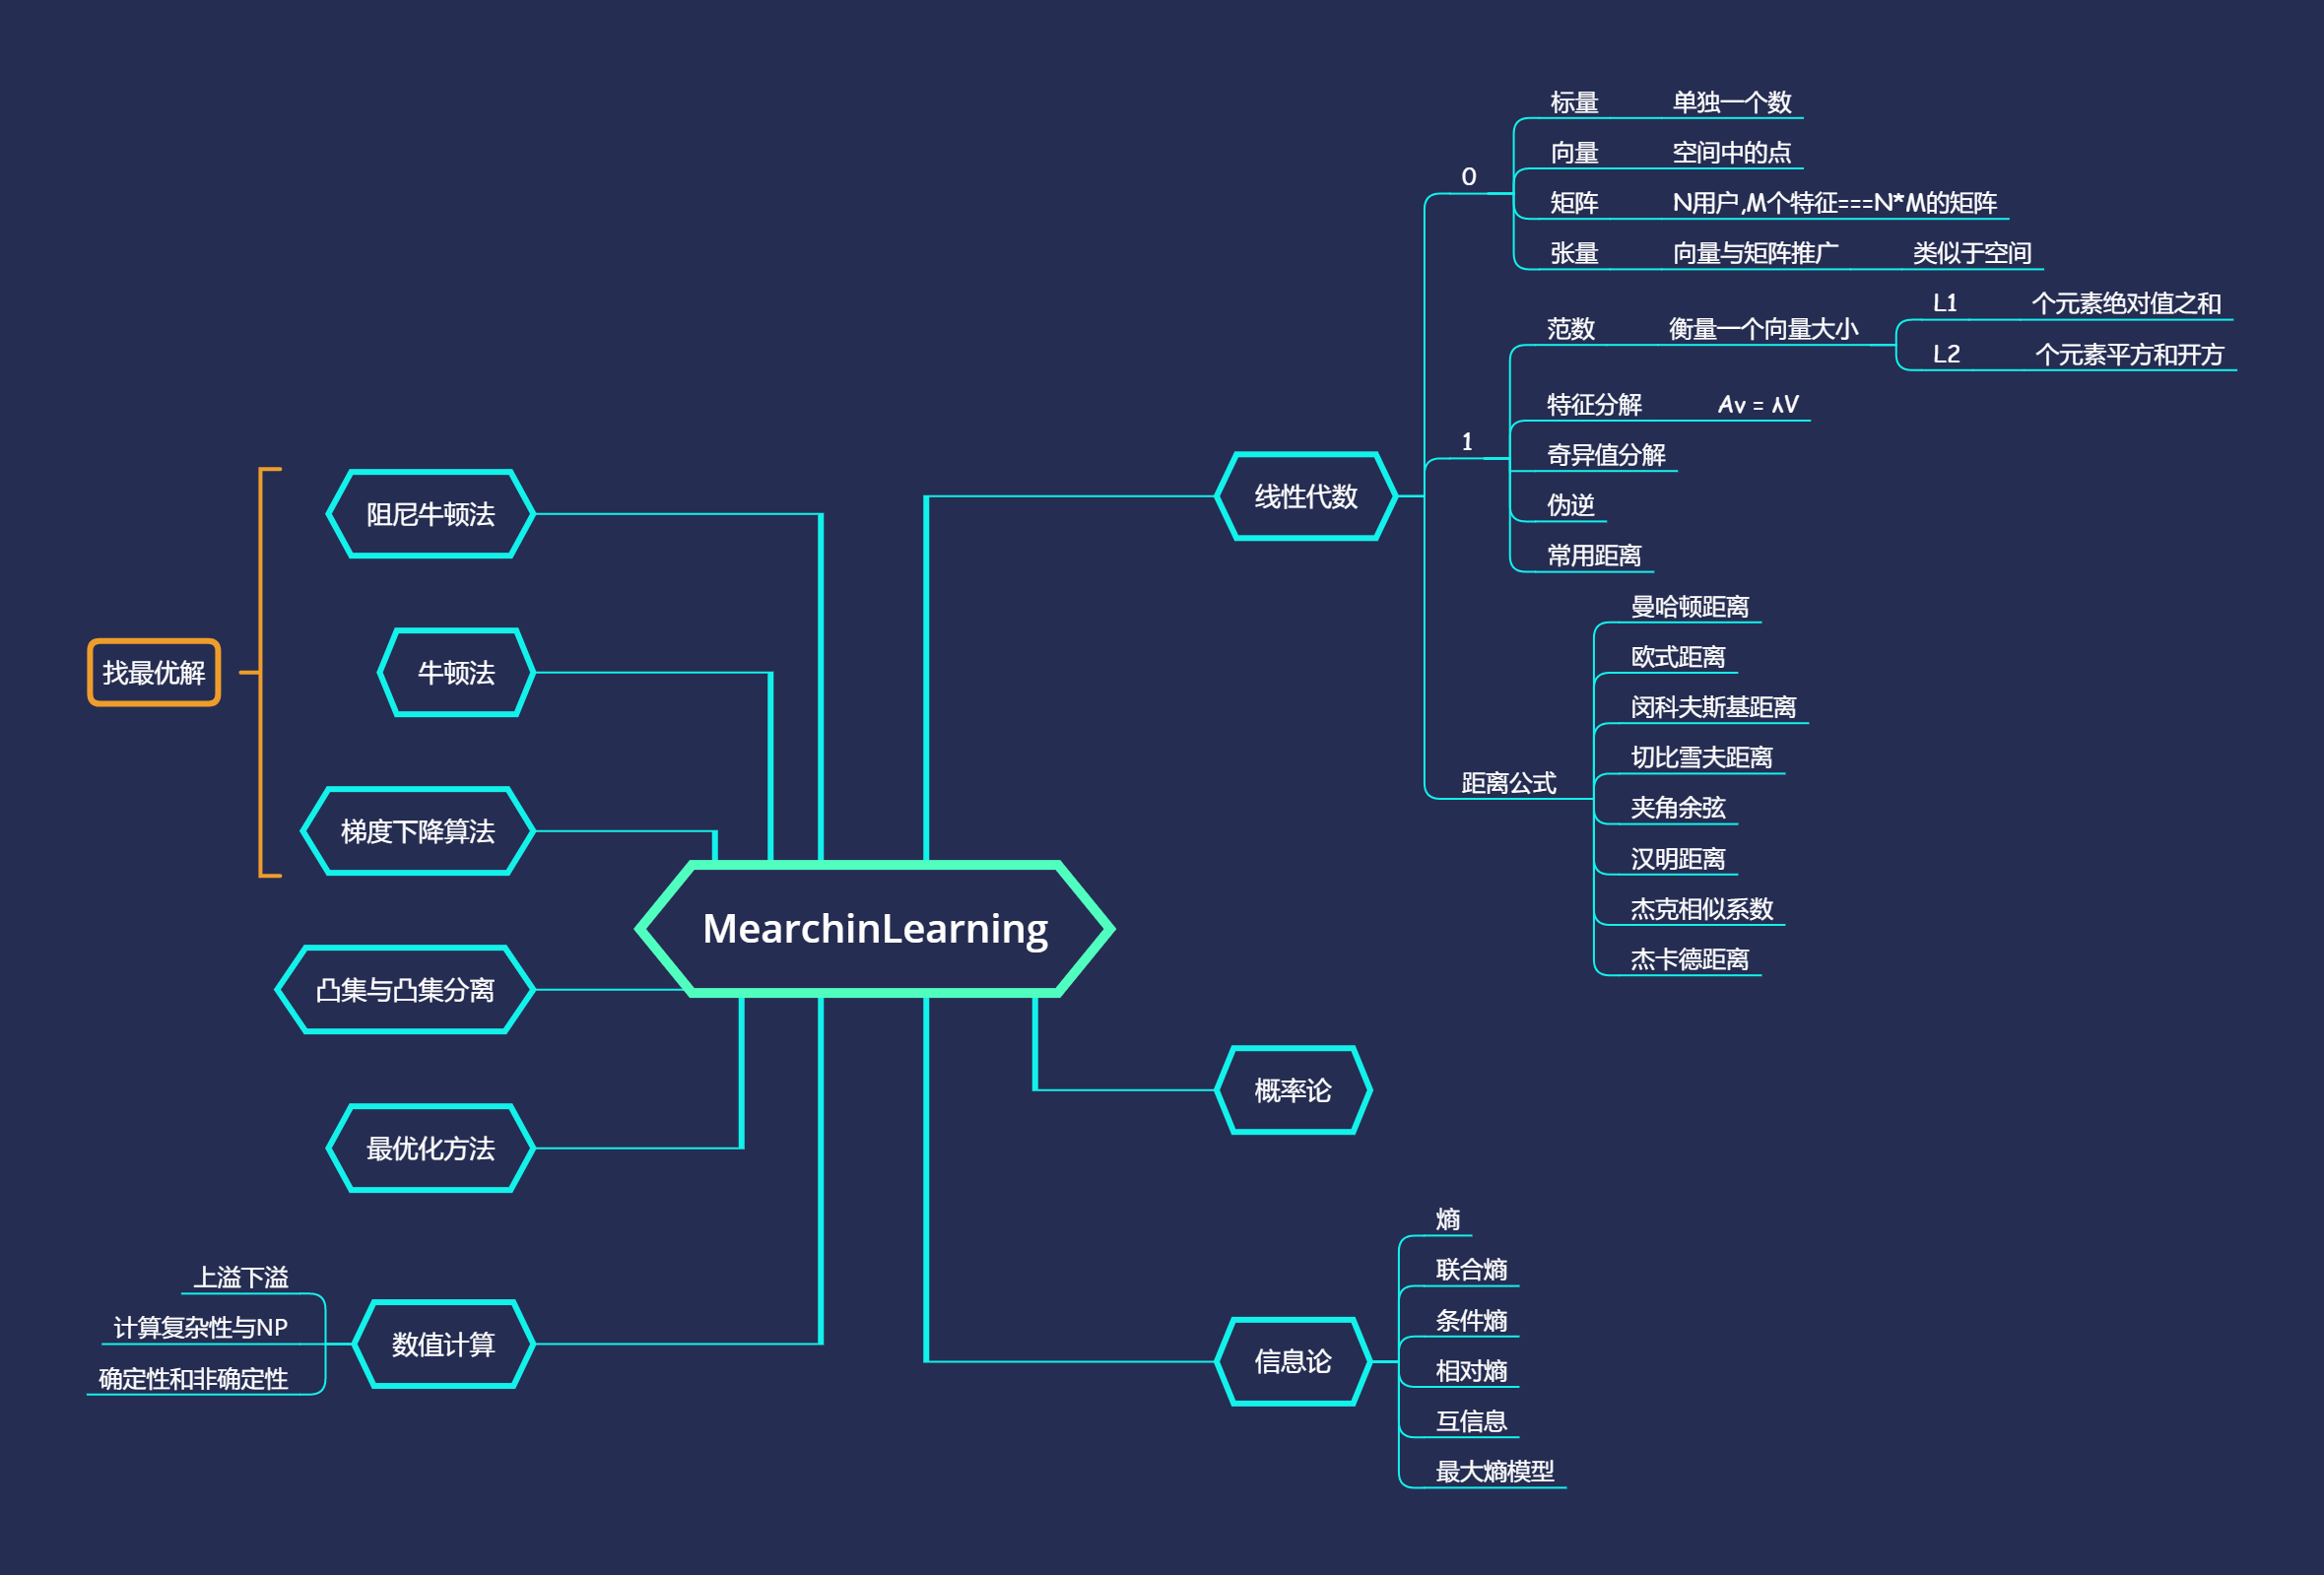 MearchinLearning
线性代数
0
标量
单独一个数
向量
空间中的点
矩阵
N用户,M个特征===N*M的矩阵
张量
向量与矩阵推广
类似于空间
1
范数
衡量一个向量大小
L1
个元素绝对值之和
L2
个元素平方和开方
特征分解
Av = λV
奇异值分解
伪逆
常用距离
距离公式
曼哈顿距离
欧式距离
闵科夫斯基距离
切比雪夫距离
夹角余弦
汉明距离
杰克相似系数
杰卡德距离
概率论
信息论
熵
联合熵
条件熵
相对熵
互信息
最大熵模型
找最优解
阻尼牛顿法
牛顿法
梯度下降算法
凸集与凸集分离
最优化方法
数值计算
上溢下溢
计算复杂性与NP
确定性和非确定性